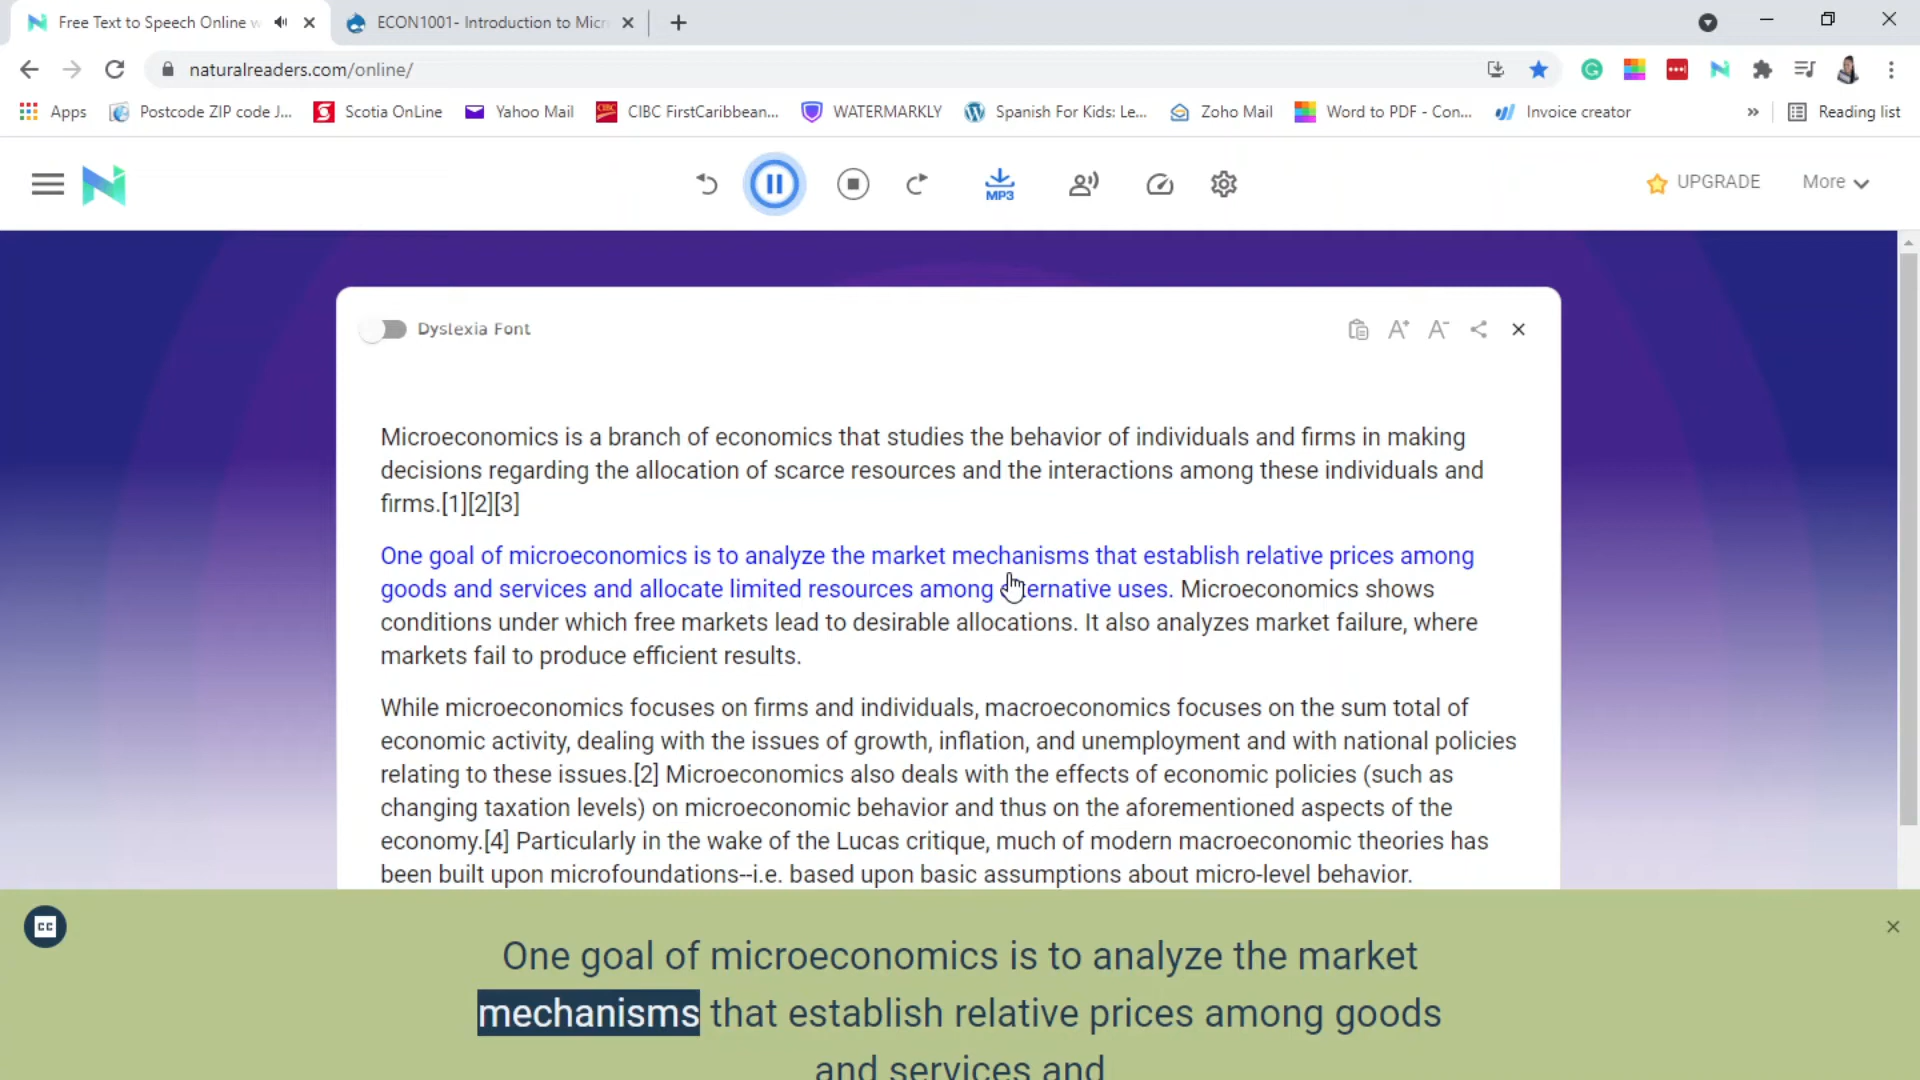 Free Text to Speech Online w
ECON1001- Introduction to Micr
naturalreaders.com/online/
Apps
Postcode ZIP code J...
Scotia OnLine
Yahoo Mail
CIBC
CIBC FirstCaribbean...
WATERMARKLY
Spanish For Kids: Le...
Zoho Mail
Word to PDF - Con...
Invoice creator
»
Reading list
MP3
UPGRADE
More
Dyslexia Font
A+
A-
Microeconomics is a branch of economics that studies the behavior of individuals and firms in making
decisions regarding the allocation of scarce resources and the interactions among these individuals and
firms.[1][2][3]
One goal of microeconomics is to analyze the market mechanisms that establish relative prices among
goods and services and allocate limited resources among ternative uses. Microeconomics shows
conditions under which free markets lead to desirable allocations. It also analyzes market failure, where
markets fail to produce efficient results.
While microeconomics focuses on firms and individuals, macroeconomics focuses on the sum total of
economic activity, dealing with the issues of growth, inflation, and unemployment and with national policies
relating to these issues.[2] Microeconomics also deals with the effects of economic policies (such as
changing taxation levels) on microeconomic behavior and thus on the aforementioned aspects of the
economy.[4] Particularly in the wake of the Lucas critique, much of modern macroeconomic theories has
been built upon microfoundations--i.e. based upon basic assumptions about micro-level behavior.
CC
One goal of microeconomics is to analyze the market
mechanisms that establish relative prices among goods
and services and